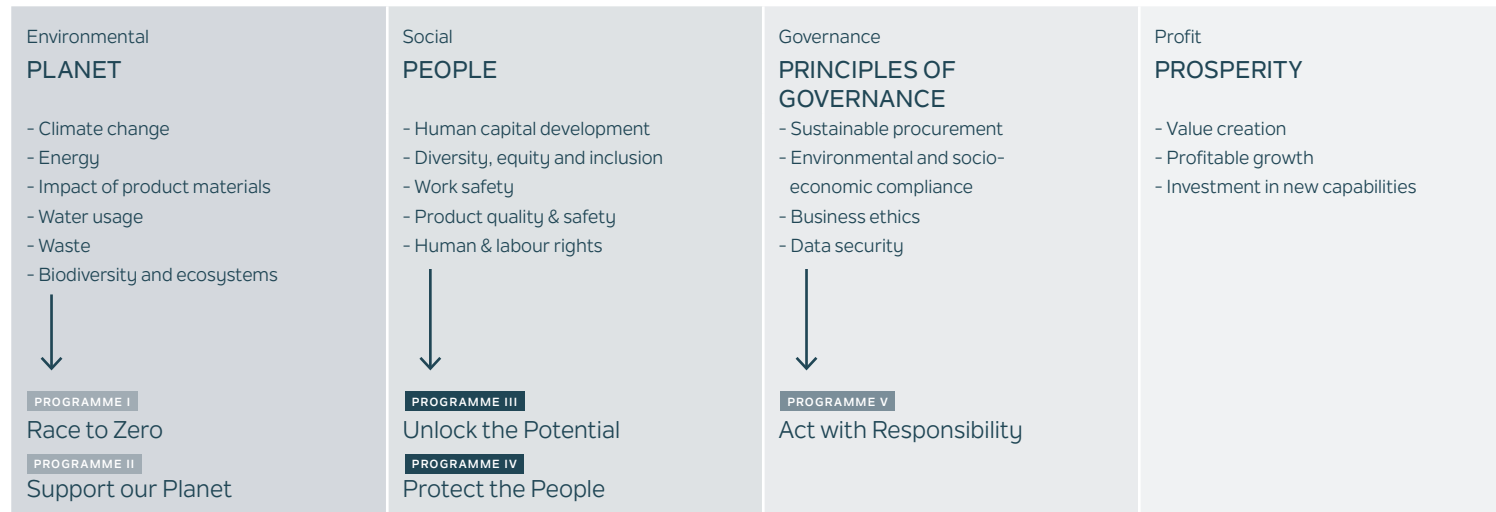 Environmental
PLANET
- Climate change
- Energy
- Impact of product materials
- Water usage
- Waste
- Biodiversity and ecosystems
PROGRAMME I
Race to Zero
PROGRAMME II
Support our Planet
Social
PEOPLE
- Human capital development
- Diversity, equity and inclusion
- Work safety
- Product quality & safety
- Human & labour rights
PROGRAMME III
Unlock the Potential
PROGRAMME IV
Protect the People
Governance
PRINCIPLES OF
GOVERNANCE
- Sustainable procurement
- Environmental and socio-
economic compliance
- Business ethics
- Data security
PROGRAMME V
Act with Responsibility
Profit
PROSPERITY
- Value creation
- Profitable growth
- Investment in new capabilities